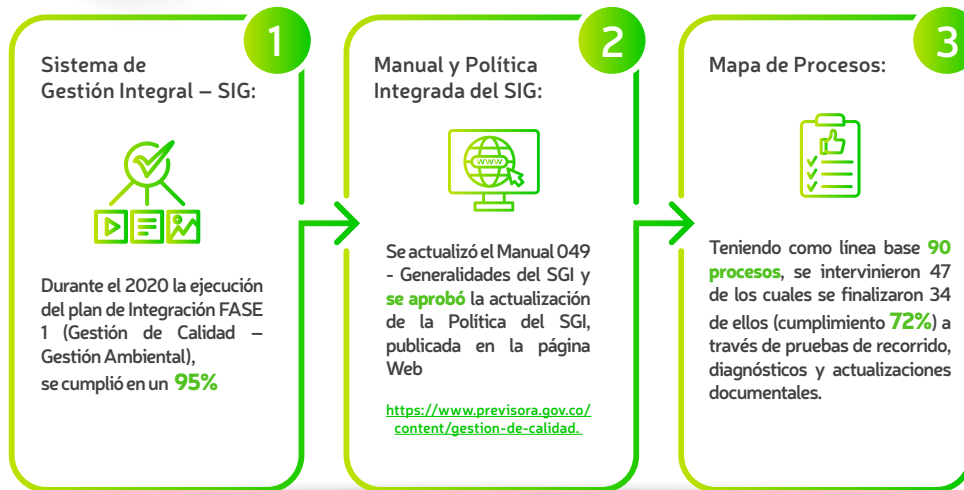 1
Sistema de
Gestión Integral – SIG:
Durante el 2020 la ejecución
del plan de Integración FASE
1 (Gestión de Calidad –
Gestión Ambiental),
se cumplió en un 95%
2
Manual y Política
Integrada del SIG:
www
Se actualizó el Manual 049
- Generalidades del SGI y
se aprobó la actualización
de la Política del SGI,
publicada en la página
Web
https://www.previsora.gov.co/
content/gestion-de-calidad.
3
Mapa de Procesos:
Teniendo como línea base 90
procesos, se intervinieron 47
de los cuales se finalizaron 34
de ellos (cumplimiento 72%) a
través de pruebas de recorrido,
diagnósticos y actualizaciones
documentales.